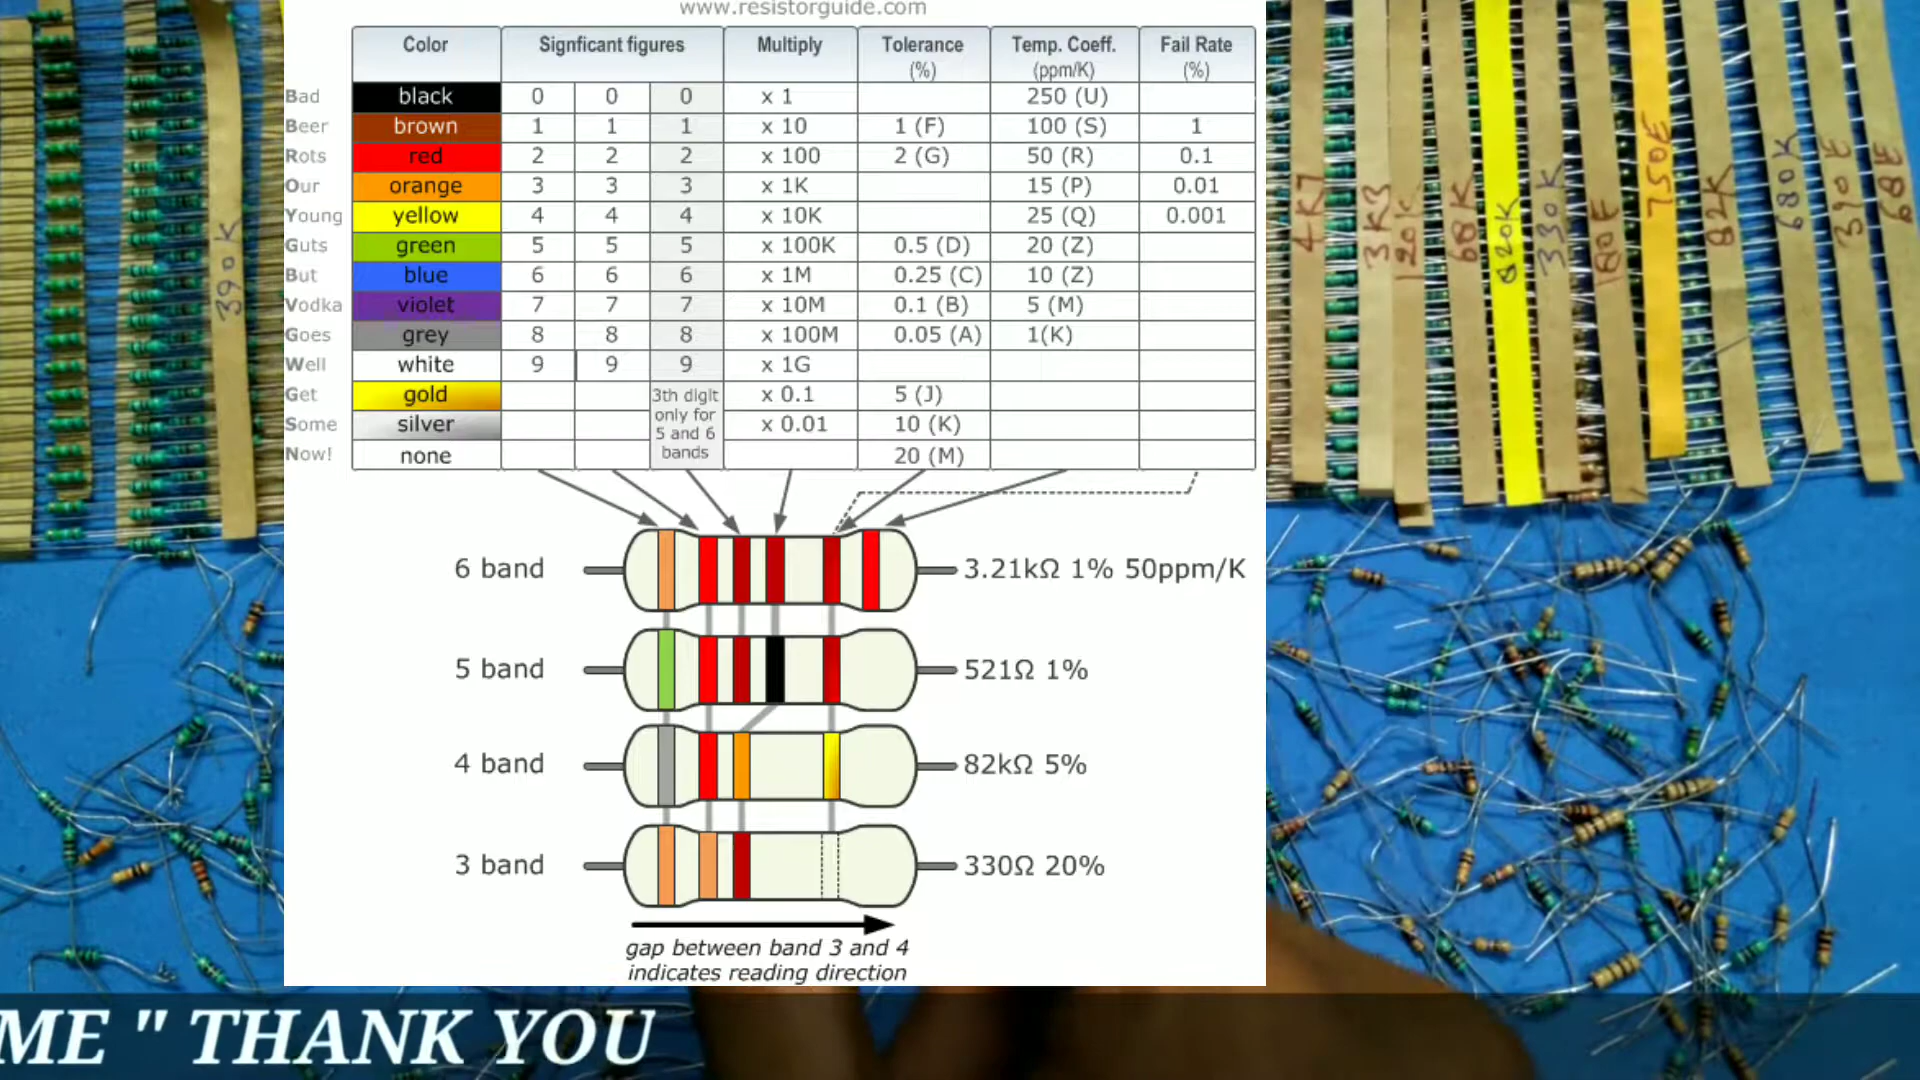 www.resistorguide.com
Color Signficant figures Multiply Tolerance (%) Temp. Coeff. (ppm/K) Fail Rate (%)
Bad black 0 0 0 x 1 250 (U)
Beer brown 1 1 1 x 10 1 (F) 100 (S) 1
Rots red 2 2 2 x 100 2 (G) 50 (R) 0.1
Our orange 3 3 3 x 1K 15 (P) 0.01
Young yellow 4 4 4 x 10K 25 (Q) 0.001
Guts green 5 5 5 x 100K 0.5 (D) 20 (Z)
But blue 6 6 6 x 1M 0.25 (C) 10 (Z)
Vodka violet 7 7 7 x 10M 0.1 (B) 5 (M)
Goes grey 8 8 8 x 100M 0.05 (A) 1(K)
Well white 9 9 9 x 1G
Get gold x 0.1 5 (J)
Some silver x 0.01 10 (K)
Now! none 20 (M)
3th digit
only for
5 and 6
bands
6 band 3.21kΩ 1% 50ppm/K
5 band 521Ω 1%
4 band 82kΩ 5%
3 band 330Ω 20%
gap between band 3 and 4
indicates reading direction
390K
4K7
3K3
120K
68K
820K
330K
180E
750E
82K
680K
390E
68E
ME " THANK YOU